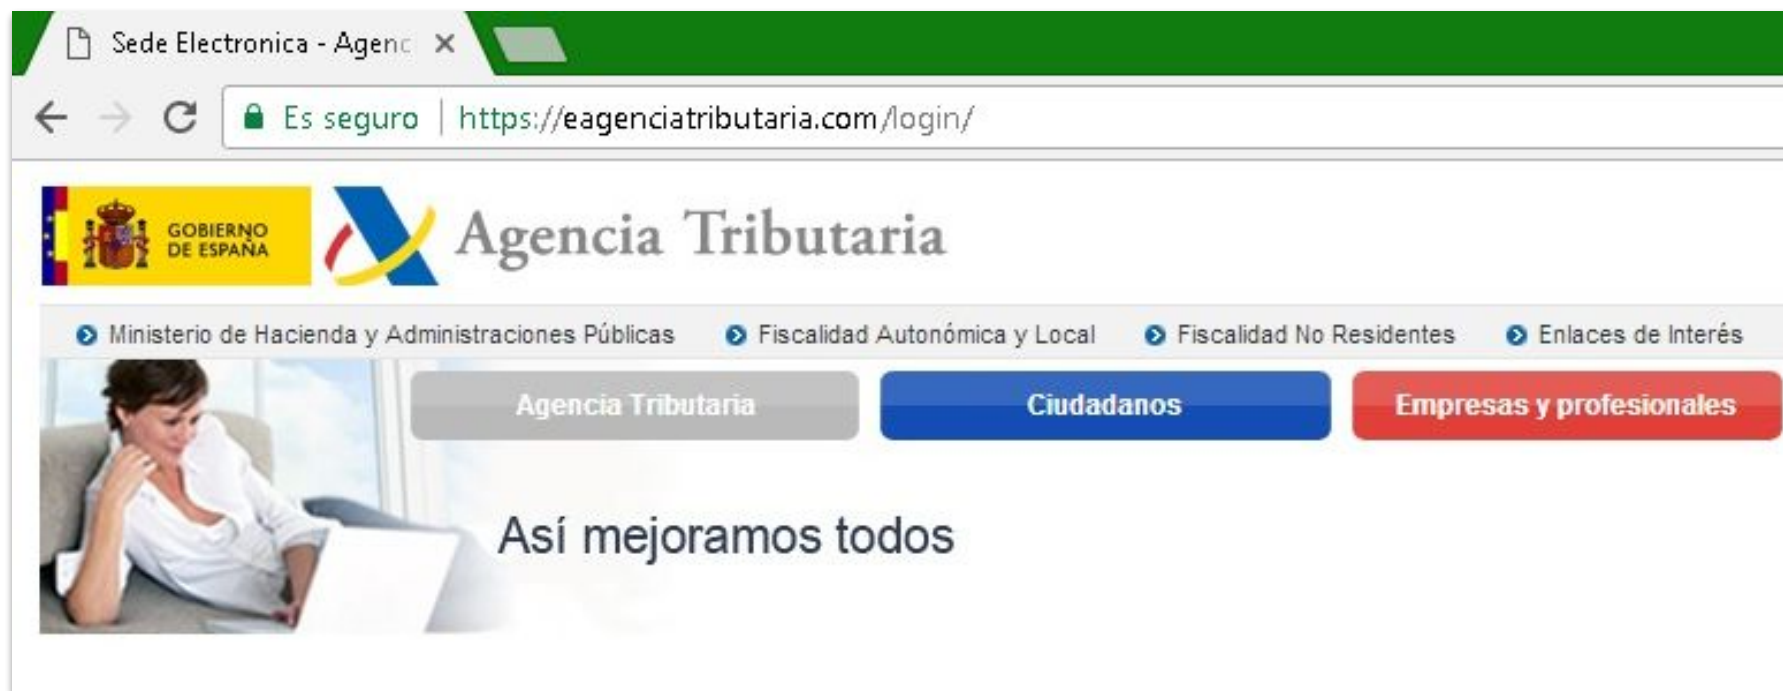 Sede Electronica - Agenc
Es seguro | https://eagenciatributaria.com/login/
GOBIERNO
DE ESPAÑA
Agencia Tributaria
Ministerio de Hacienda y Administraciones Públicas Fiscalidad Autonómica y Local Fiscalidad No Residentes Enlaces de Interés
Agencia Tributaria Ciudadanos Empresas y profesionales
Así mejoramos todos